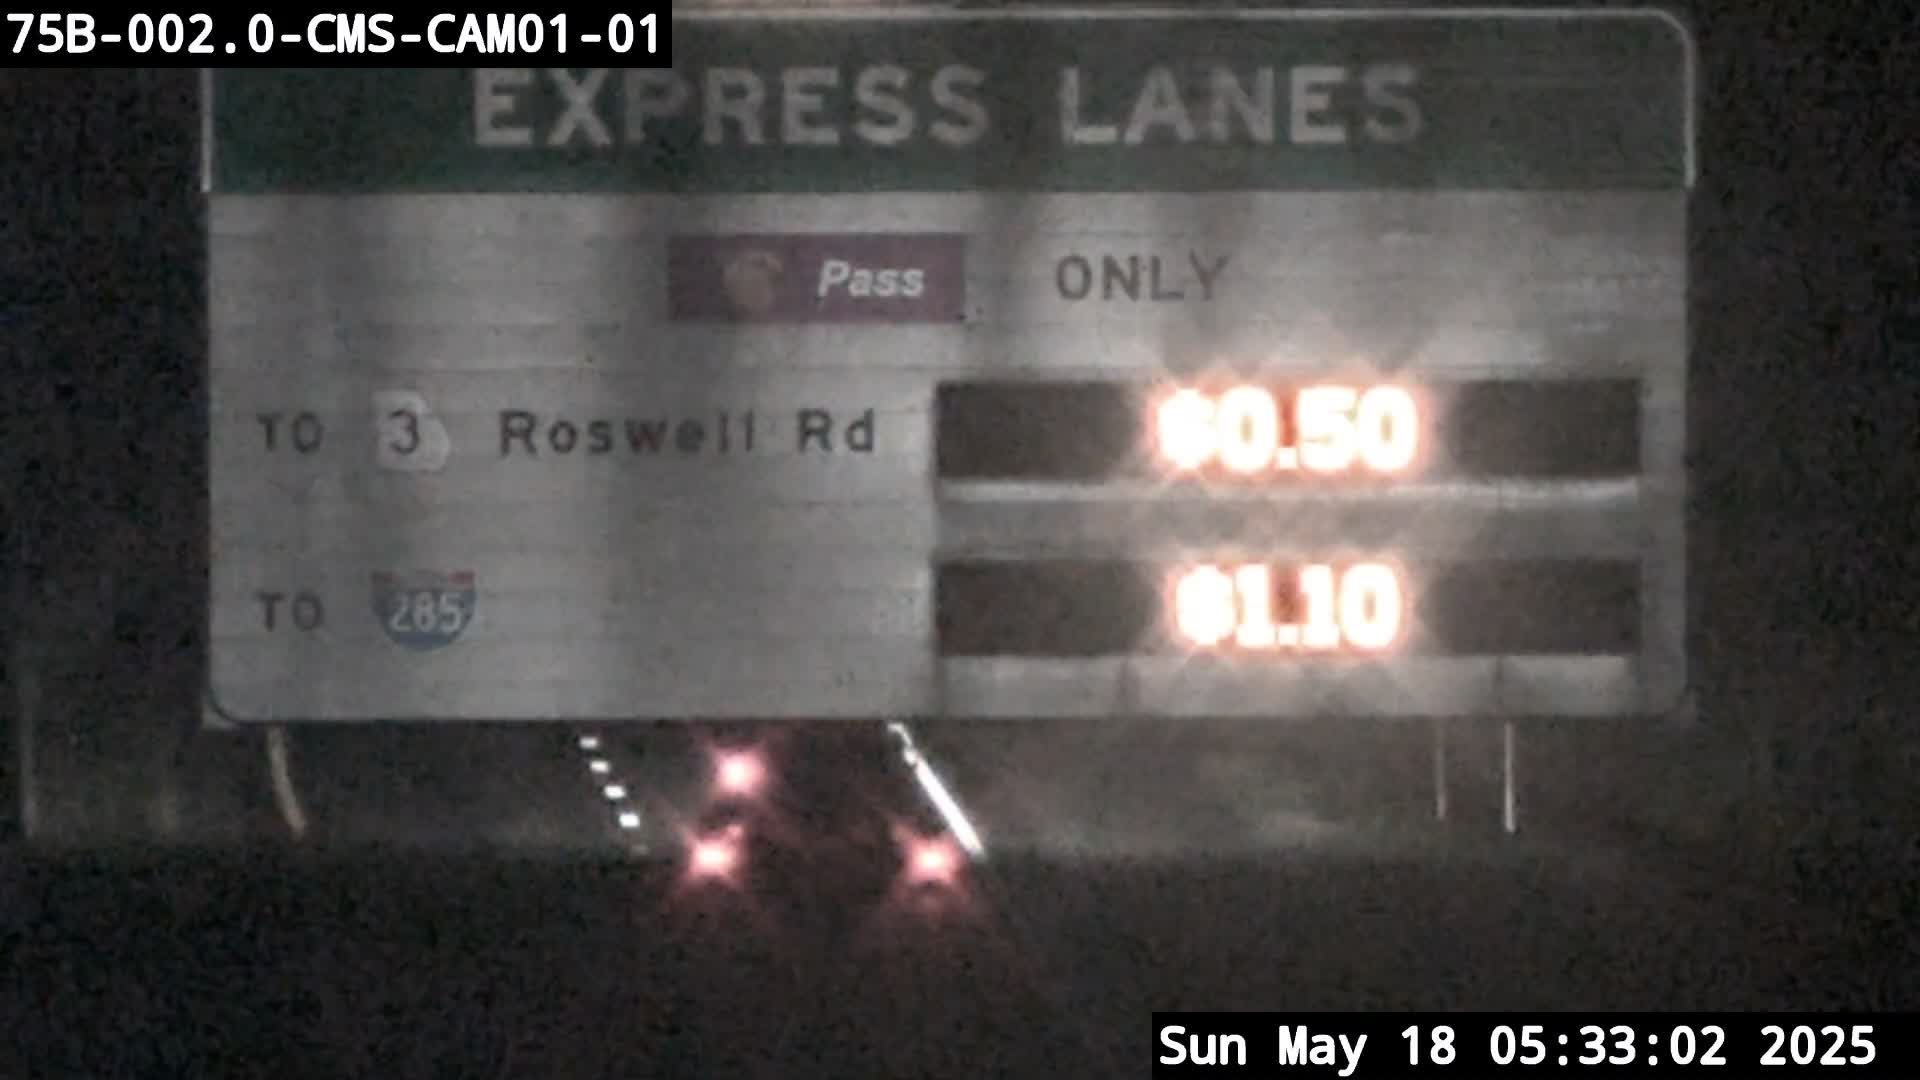 75B-002.0-CMS-CAM01-01
EXPRESS LANES
Pass ONLY
TO 3 Roswell Rd $0.50
TO 285 $1.10
Sun May 18 05:33:02 2025